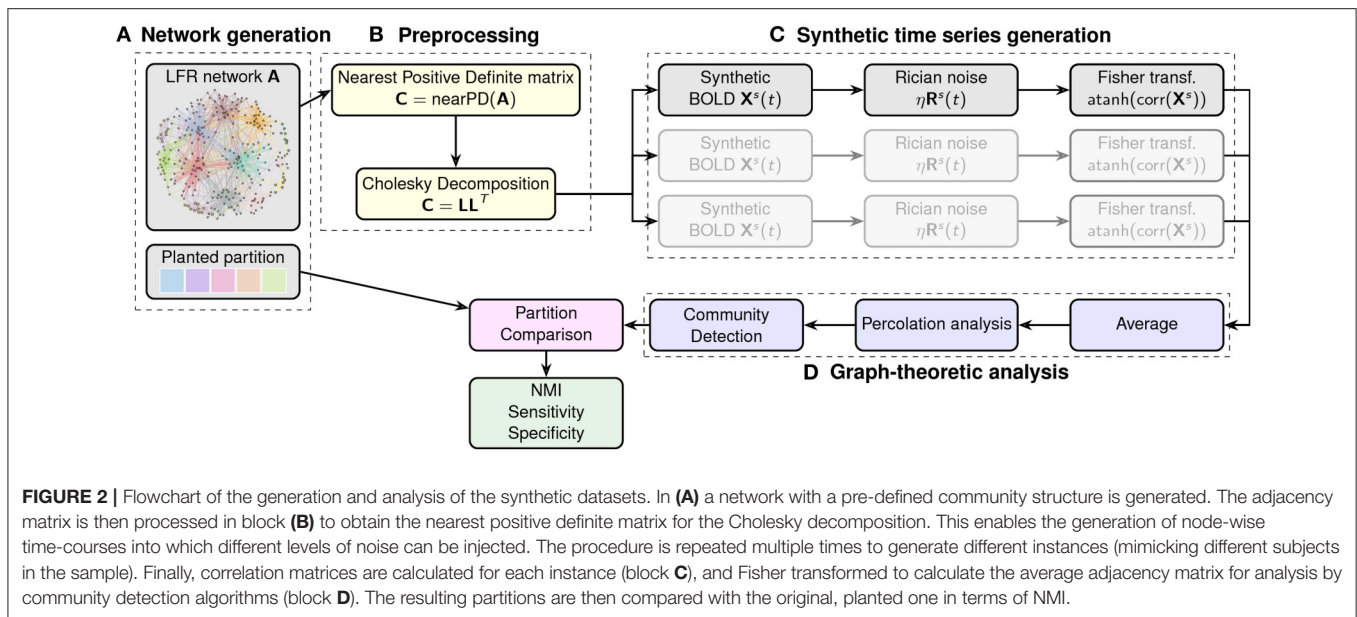 A Network generation
B Preprocessing
C Synthetic time series generation
LFR network A
Planted partition
Nearest Positive Definite matrix
C = nearPD(A)
Cholesky Decomposition
C = LL^T
Synthetic
BOLD X^s(t)
Rician noise
ηR^s(t)
Fisher transf.
atanh(corr(X^s))
Synthetic
BOLD X^s(t)
Rician noise
ηR^s(t)
Fisher transf.
atanh(corr(X^s))
Synthetic
BOLD X^s(t)
Rician noise
ηR^s(t)
Fisher transf.
atanh(corr(X^s))
Partition
Comparison
Community
Detection
Percolation analysis
Average
D Graph-theoretic analysis
NMI
Sensitivity
Specificity
FIGURE 2 | Flowchart of the generation and analysis of the synthetic datasets. In (A) a network with a pre-defined community structure is generated. The adjacency
matrix is then processed in block (B) to obtain the nearest positive definite matrix for the Cholesky decomposition. This enables the generation of node-wise
time-courses into which different levels of noise can be injected. The procedure is repeated multiple times to generate different instances (mimicking different subjects
in the sample). Finally, correlation matrices are calculated for each instance (block C), and Fisher transformed to calculate the average adjacency matrix for analysis by
community detection algorithms (block D). The resulting partitions are then compared with the original, planted one in terms of NMI.